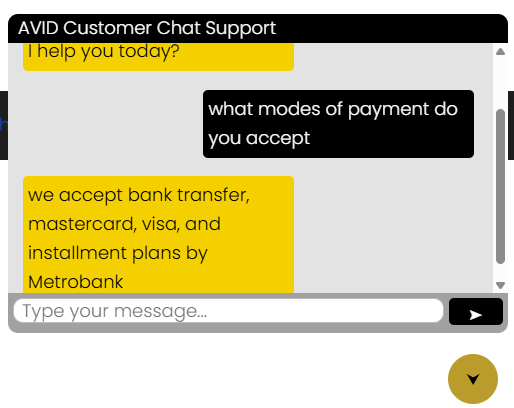 AVID Customer Chat Support
I help you today?
what modes of payment do
you accept
we accept bank transfer,
mastercard, visa, and
installment plans by
Metrobank
Type your message...